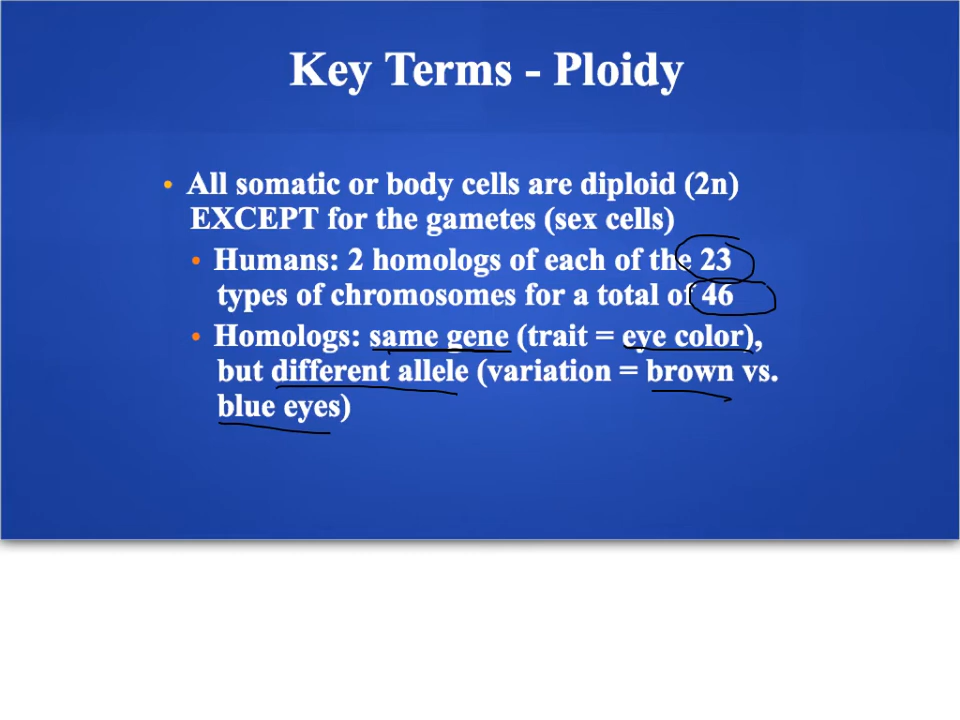 Key Terms - Ploidy
• All somatic or body cells are diploid (2n)
EXCEPT for the gametes (sex cells)
• Humans: 2 homologs of each of the 23
types of chromosomes for a total of 46
• Homologs: same gene (trait = eye color),
but different allele (variation = brown vs.
blue eyes)